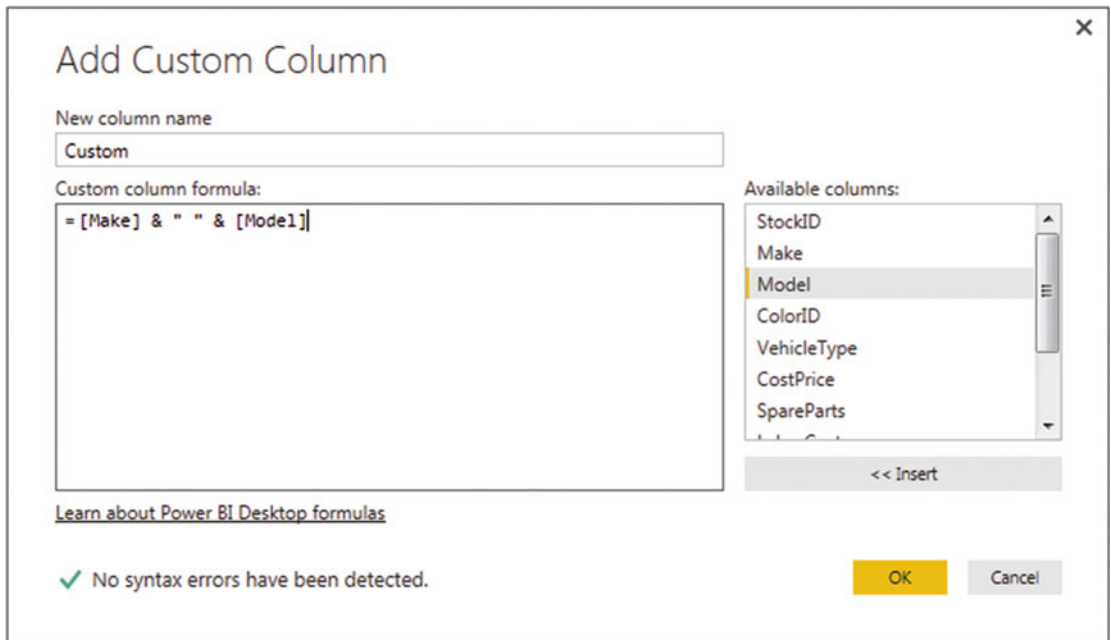 Add Custom Column
New column name
Custom
Custom column formula:
= [Make] & " " & [Model]
Available columns:
StockID
Make
Model
ColorID
VehicleType
CostPrice
SpareParts
<< Insert
Learn about Power BI Desktop formulas
No syntax errors have been detected.
OK
Cancel